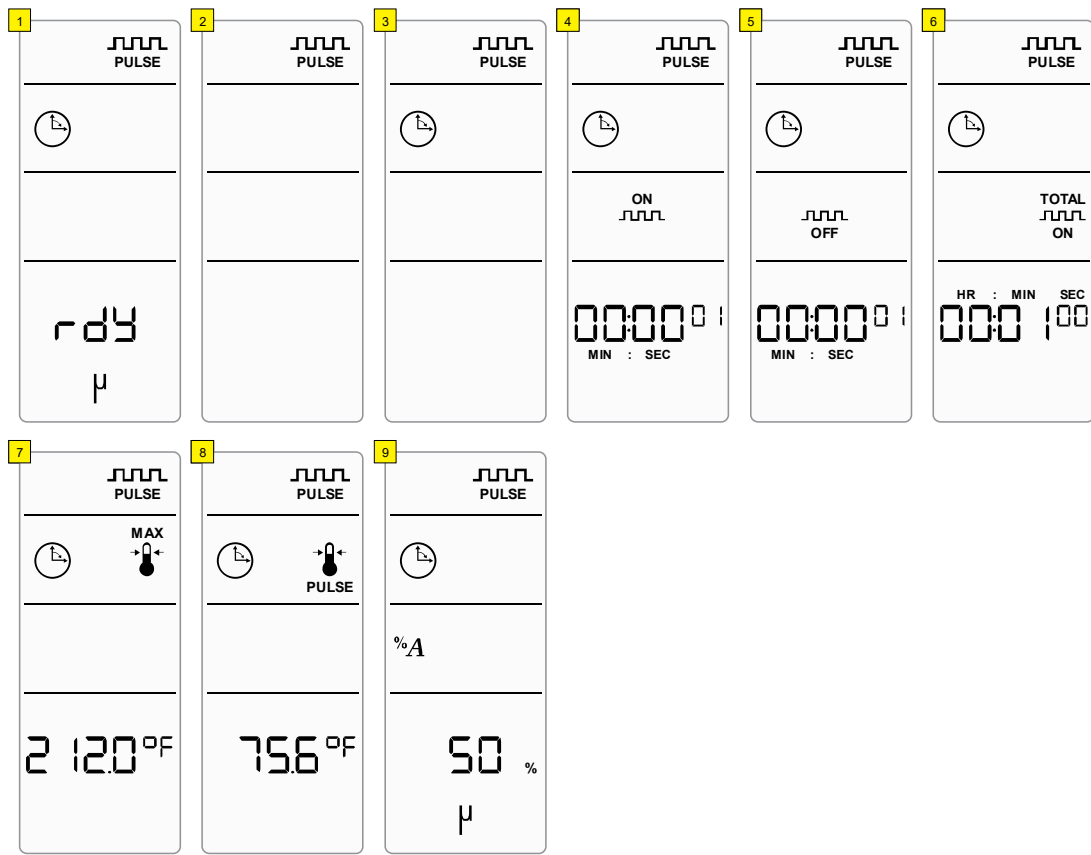 1
PULSE
rdy
µ
2
PULSE
3
PULSE
4
PULSE
ON
00:00 01
MIN : SEC
5
PULSE
OFF
00:00 01
MIN : SEC
6
PULSE
TOTAL
ON
HR : MIN SEC
00:01 00
7
PULSE
MAX
212.0 °F
8
PULSE
PULSE
75.6 °F
9
PULSE
%A
50 %
µ